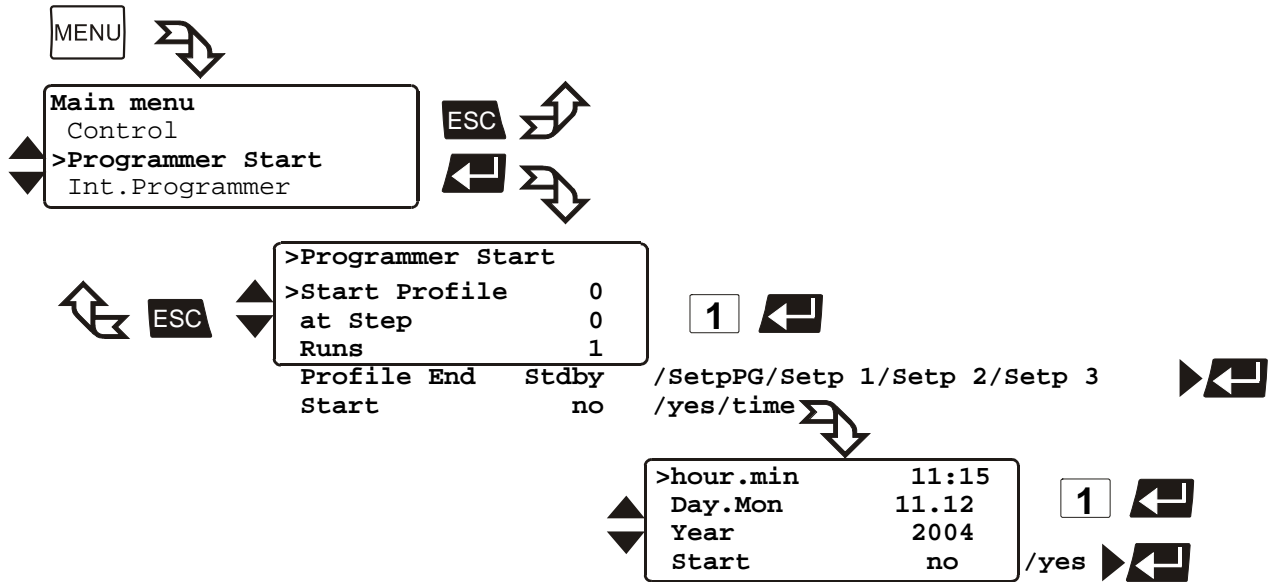 MENU
Main menu
Control
>Programmer Start
Int.Programmer
ESC
>Programmer Start
>Start Profile 0
at Step 0
Runs 1
Profile End Stdby /SetpPG/Setp 1/Setp 2/Setp 3
Start no /yes/time
ESC
1
>hour.min 11:15
Day.Mon 11.12
Year 2004
Start no /yes
1